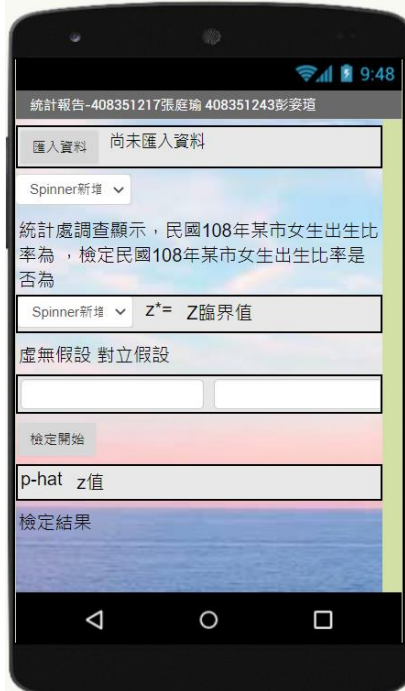 9:48
統計報告-408351217張庭瑜 408351243彭姿瑄
匯入資料 尚未匯入資料
Spinner新增
統計處調查顯示，民國108年某市女生出生比
率為 ，檢定民國108年某市女生出生比率是
否為
Spinner新增 z*= Z臨界值
虛無假設 對立假設
檢定開始
p-hat z值
檢定結果